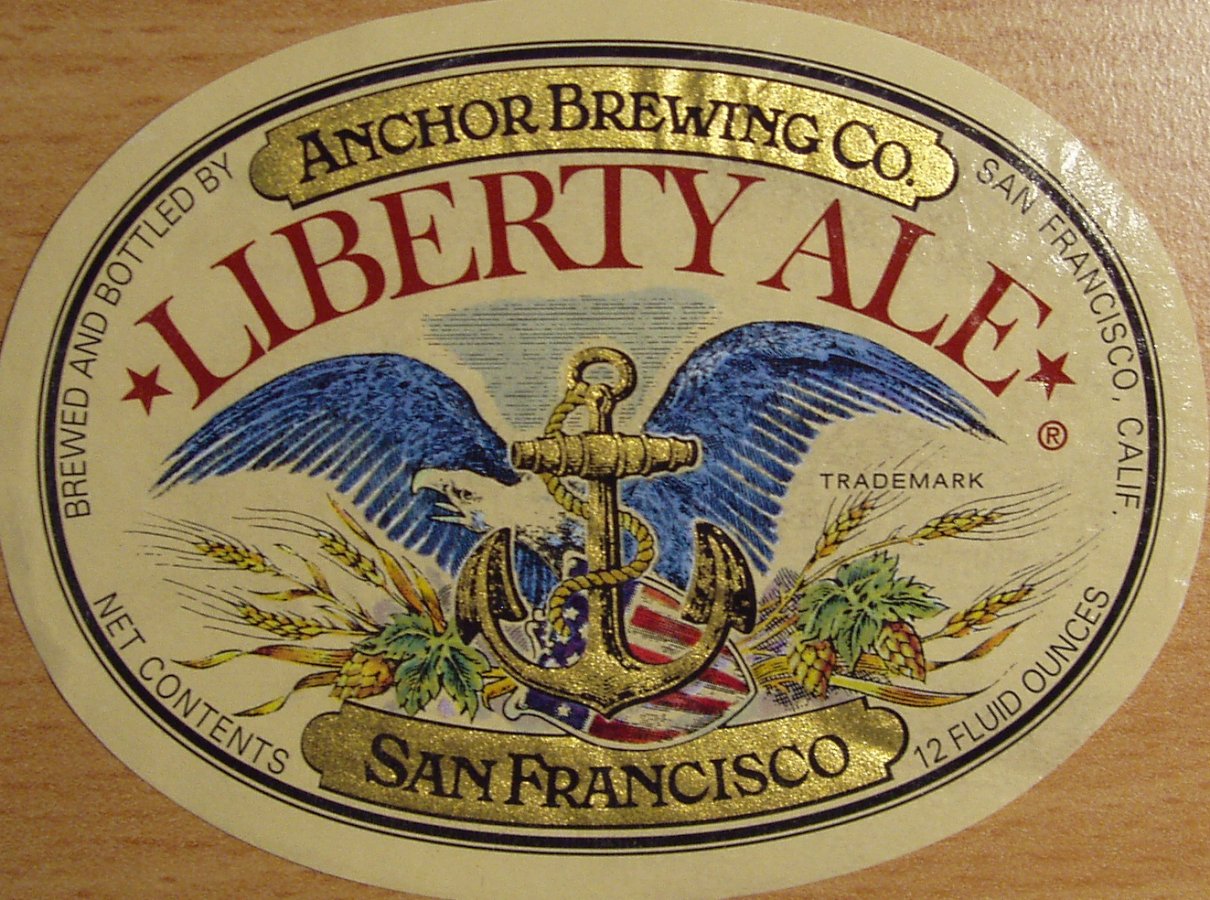 ANCHOR BREWING CO.
LIBERTY ALE
®
TRADEMARK
SAN FRANCISCO
BREWED AND BOTTLED BY
SAN FRANCISCO, CALIF.
NET CONTENTS
12 FLUID OUNCES